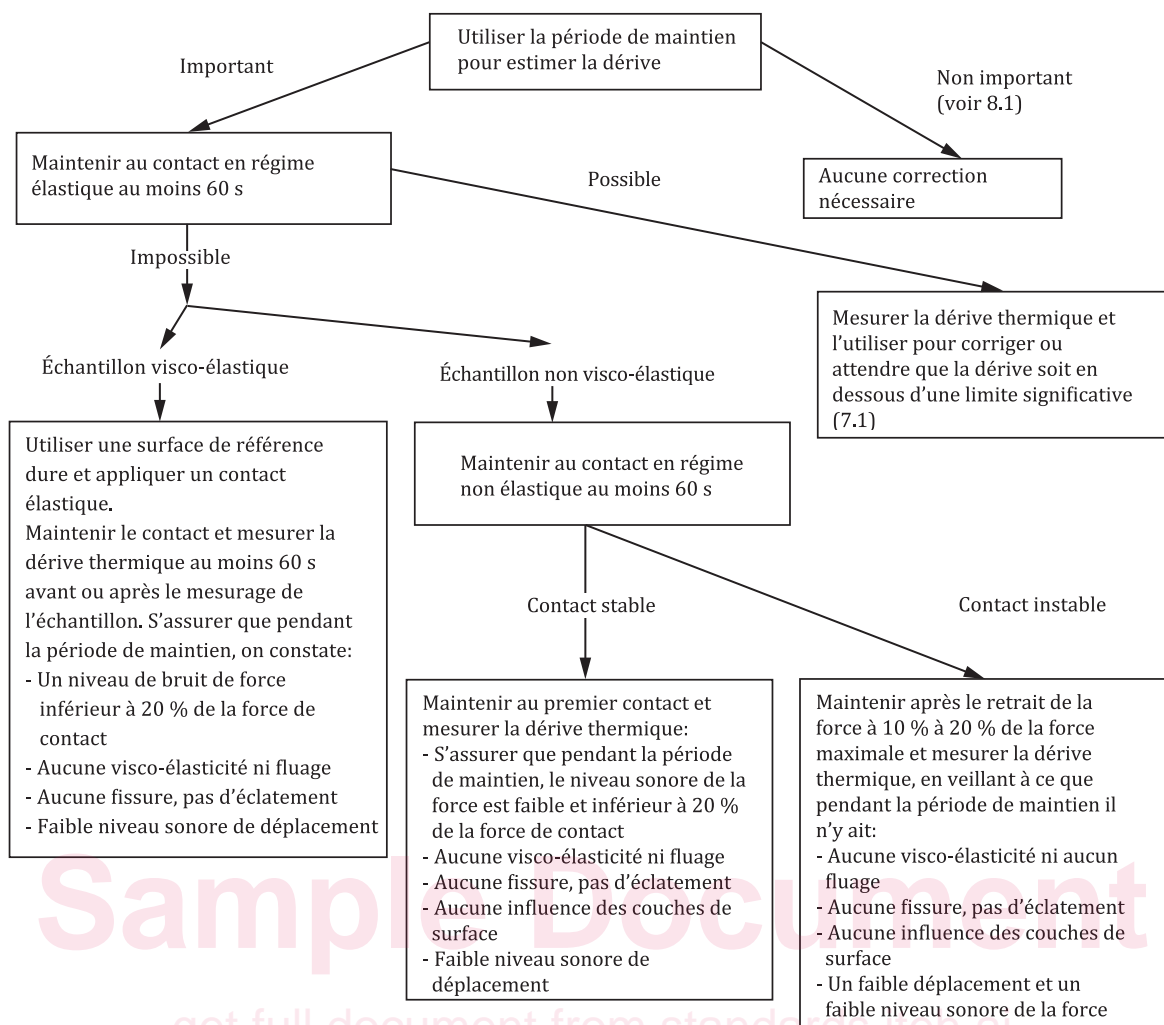 Utiliser la période de maintien
pour estimer la dérive
Important
Non important
(voir 8.1)
Maintenir au contact en régime
élastique au moins 60 s
Possible
Aucune correction
nécessaire
Impossible
Mesurer la dérive thermique et
l'utiliser pour corriger ou
attendre que la dérive soit en
dessous d'une limite significative
(7.1)
Échantillon visco-élastique
Échantillon non visco-élastique
Utiliser une surface de référence
dure et appliquer un contact
élastique.
Maintenir le contact et mesurer la
dérive thermique au moins 60 s
avant ou après le mesurage de
l'échantillon. S'assurer que pendant
la période de maintien, on constate:
- Un niveau de bruit de force
inférieur à 20 % de la force de
contact
- Aucune visco-élasticité ni fluage
- Aucune fissure, pas d'éclatement
- Faible niveau sonore de déplacement
Maintenir au contact en régime
non élastique au moins 60 s
Contact stable
Contact instable
Maintenir au premier contact et
mesurer la dérive thermique:
- S'assurer que pendant la période
de maintien, le niveau sonore de la
force est faible et inférieur à 20 %
de la force de contact
- Aucune visco-élasticité ni fluage
- Aucune fissure, pas d'éclatement
- Aucune influence des couches de
surface
- Faible niveau sonore de
déplacement
Maintenir après le retrait de la
force à 10 % à 20 % de la force
maximale et mesurer la dérive
thermique, en veillant à ce que
pendant la période de maintien il
n'y ait:
- Aucune visco-élasticité ni aucun
fluage
- Aucune fissure, pas d'éclatement
- Aucune influence des couches de
surface
- Un faible déplacement et un
faible niveau sonore de la force
Sample Document
get full document from standards.iteh.ai